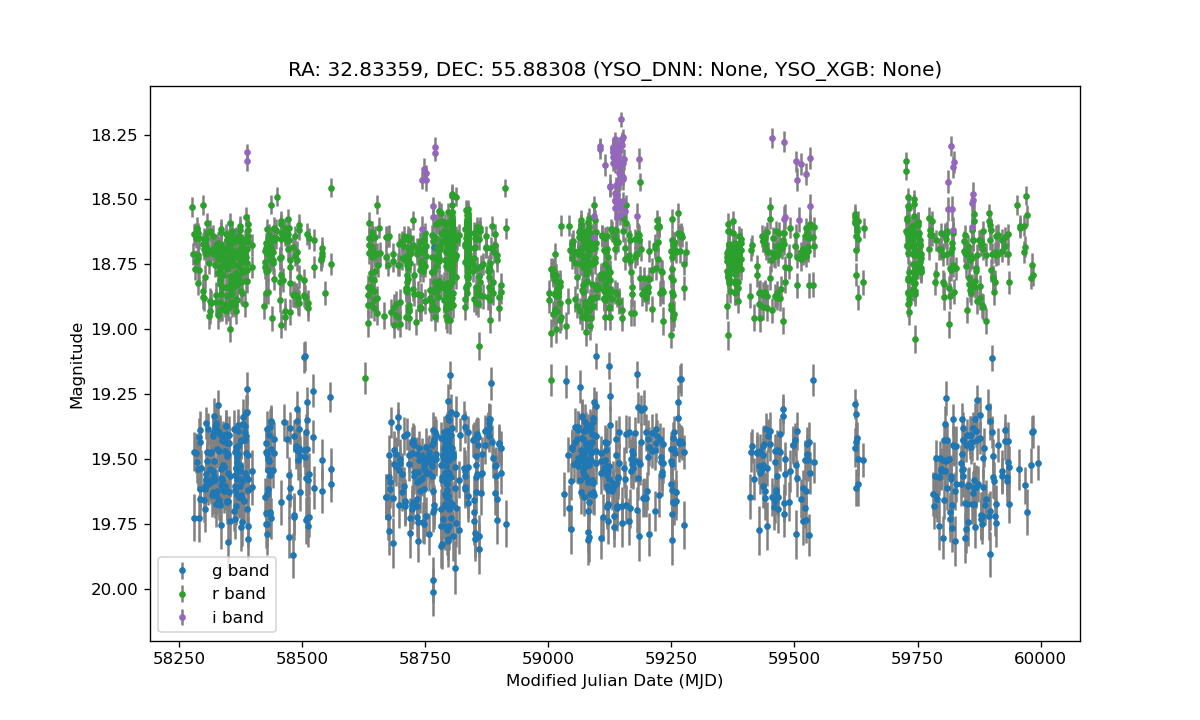 RA: 32.83359, DEC: 55.88308 (YSO_DNN: None, YSO_XGB: None)
Magnitude
18.25
18.50
18.75
19.00
19.25
19.50
19.75
20.00
g band
r band
i band
58250 58500 58750 59000 59250 59500 59750 60000
Modified Julian Date (MJD)